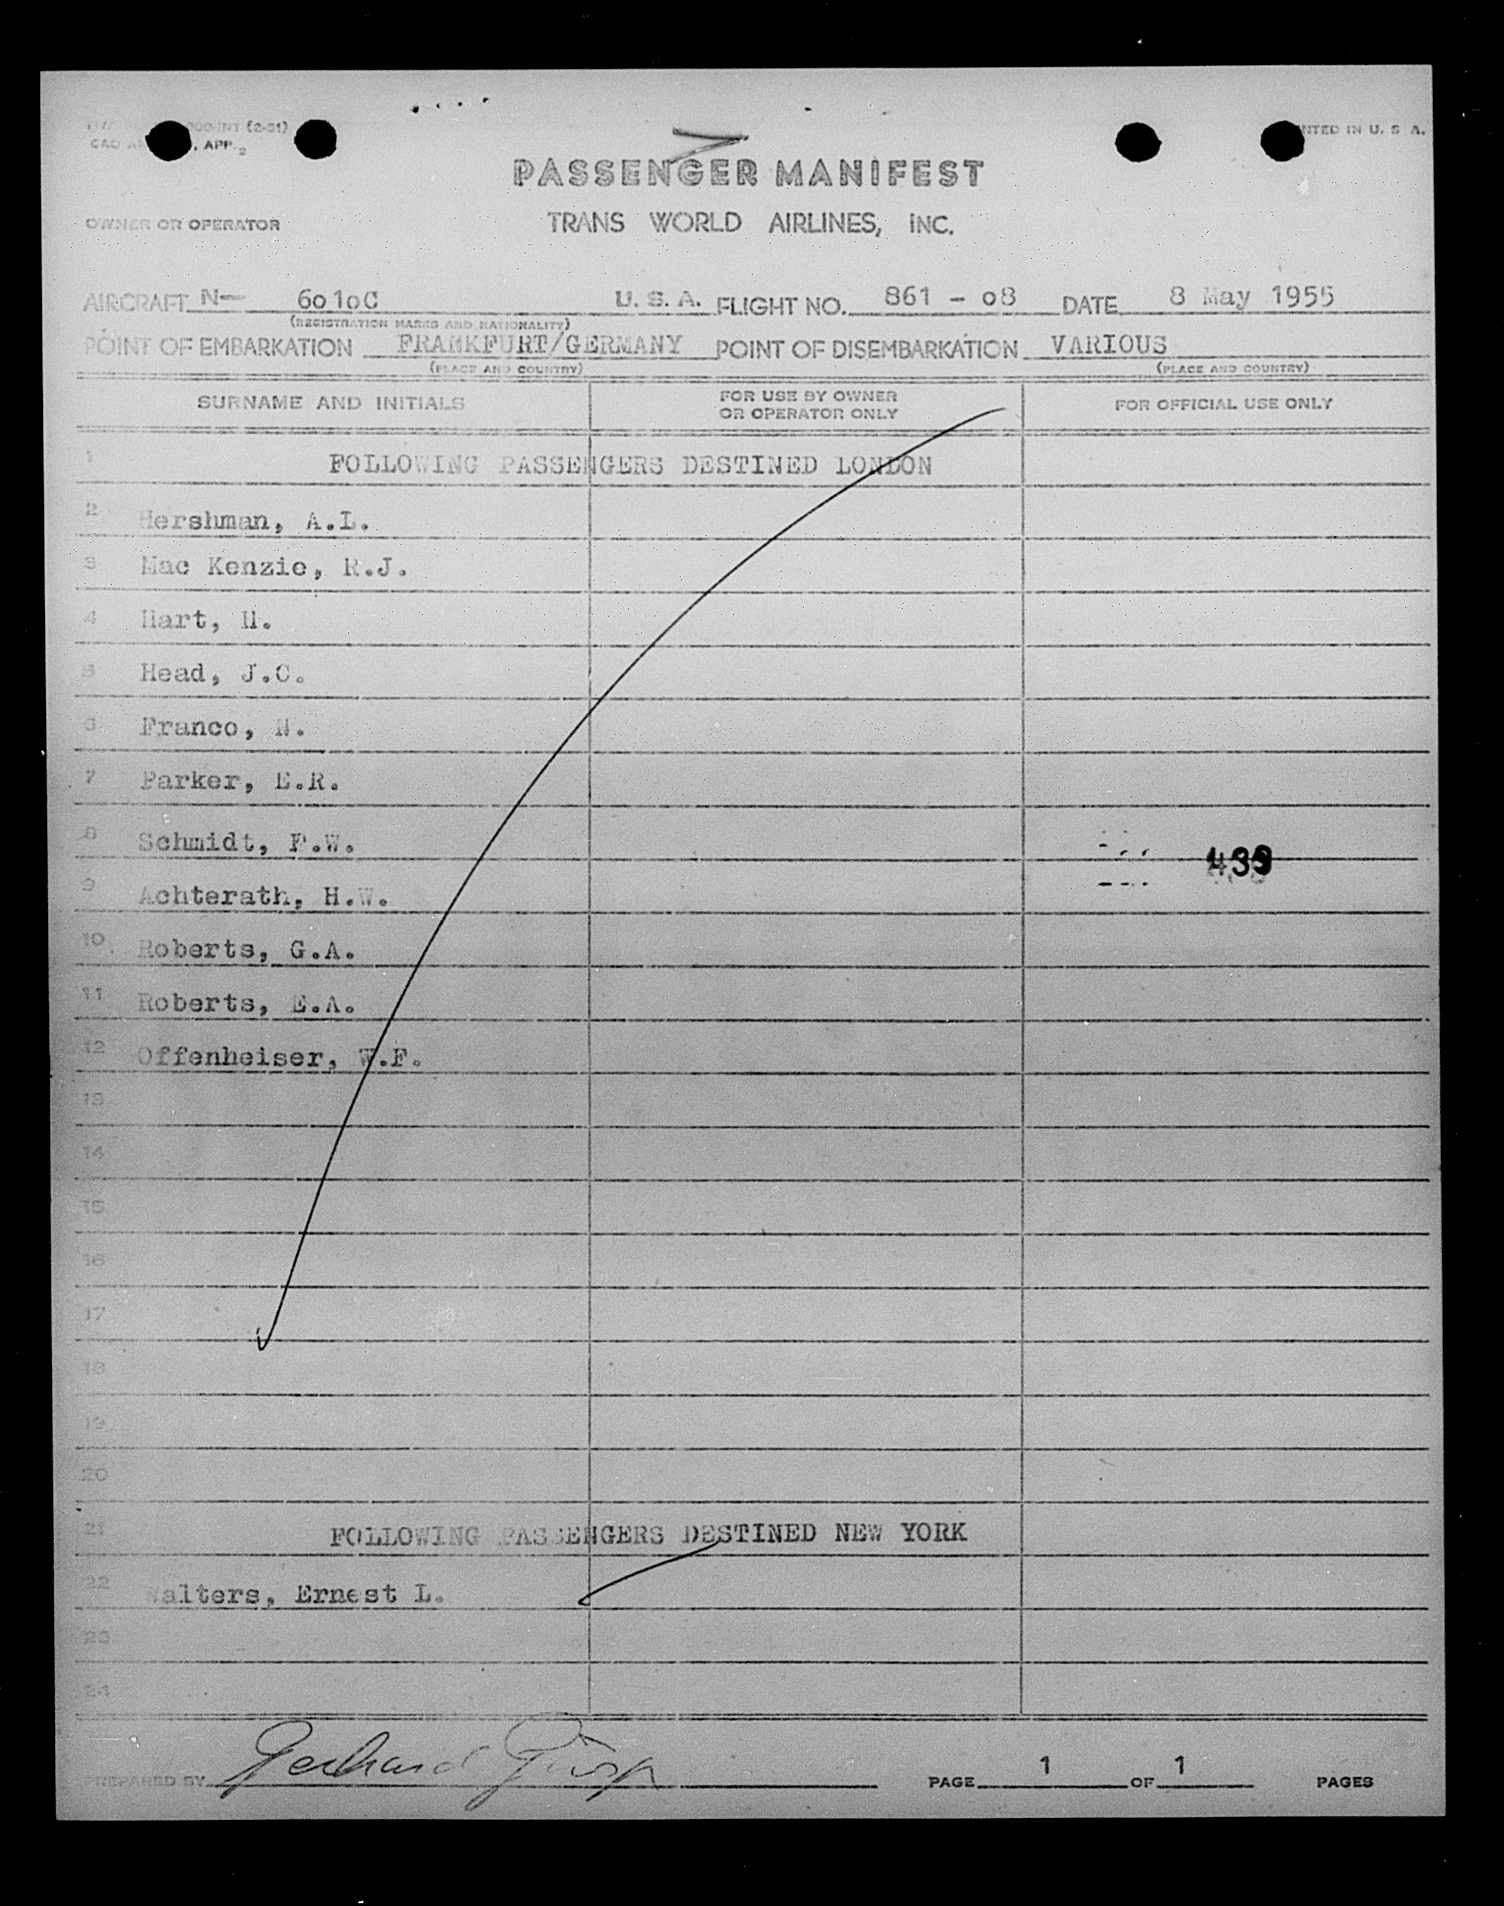 PASSENGER MANIFEST
PRINTED IN U. S. A.
OWNER OR OPERATOR TRANS WORLD AIRLINES, INC.
AIRCRAFT N- 6o1oC U. S. A. FLIGHT NO. 861 - o8 DATE 8 May 1955
(REGISTRATION MARKS AND NATIONALITY)
POINT OF EMBARKATION FRANKFURT/GERMANY POINT OF DISEMBARKATION VARIOUS
(PLACE AND COUNTRY) (PLACE AND COUNTRY)
SURNAME AND INITIALS FOR USE BY OWNER OR OPERATOR ONLY FOR OFFICIAL USE ONLY
1 FOLLOWING PASSENGERS DESTINED LONDON
2 Hershman, A.L.
3 Mac Kenzie, R.J.
4 Hart, H.
5 Head, J.C.
6 Franco, N.
7 Parker, E.R.
8 Schmidt, F.W.
9 Achterath, H.W.
10 Roberts, G.A.
11 Roberts, E.A.
12 Offenheiser, W.F.
13
14
15
16
17
18
19
20
21 FOLLOWING PASSENGERS DESTINED NEW YORK
22 Walters, Ernest L.
23
24
PREPARED BY Gerhard PAGE 1 OF 1 PAGES